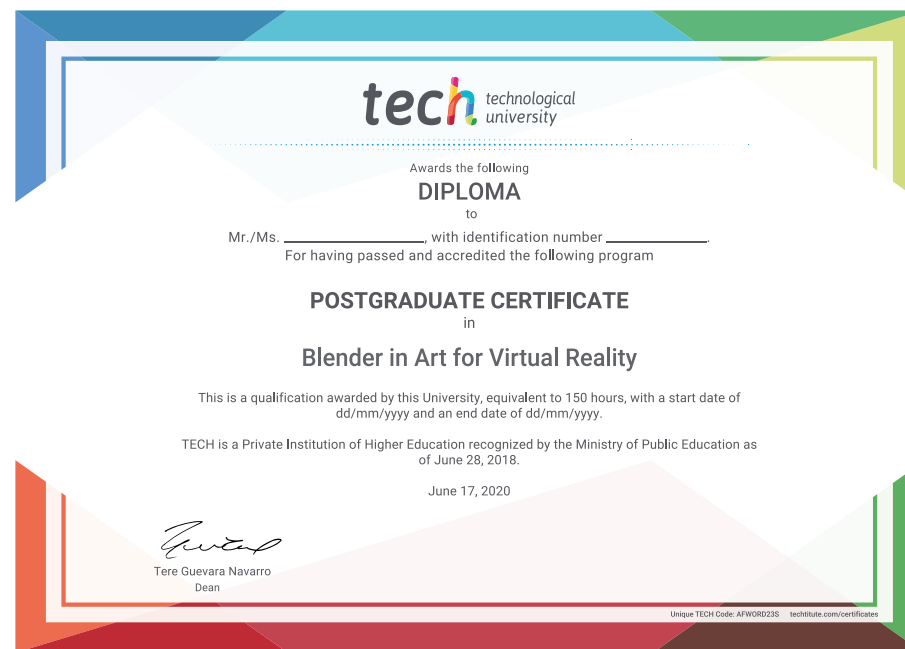 tech technological
university
Awards the following
DIPLOMA
to
Mr./Ms. ____________, with identification number ____________.
For having passed and accredited the following program
POSTGRADUATE CERTIFICATE
in
Blender in Art for Virtual Reality
This is a qualification awarded by this University, equivalent to 150 hours, with a start date of
dd/mm/yyyy and an end date of dd/mm/yyyy.
TECH is a Private Institution of Higher Education recognized by the Ministry of Public Education as
of June 28, 2018.
June 17, 2020
Tere Guevara Navarro
Dean
Unique TECH Code: AFWORD23S techtitute.com/certificates